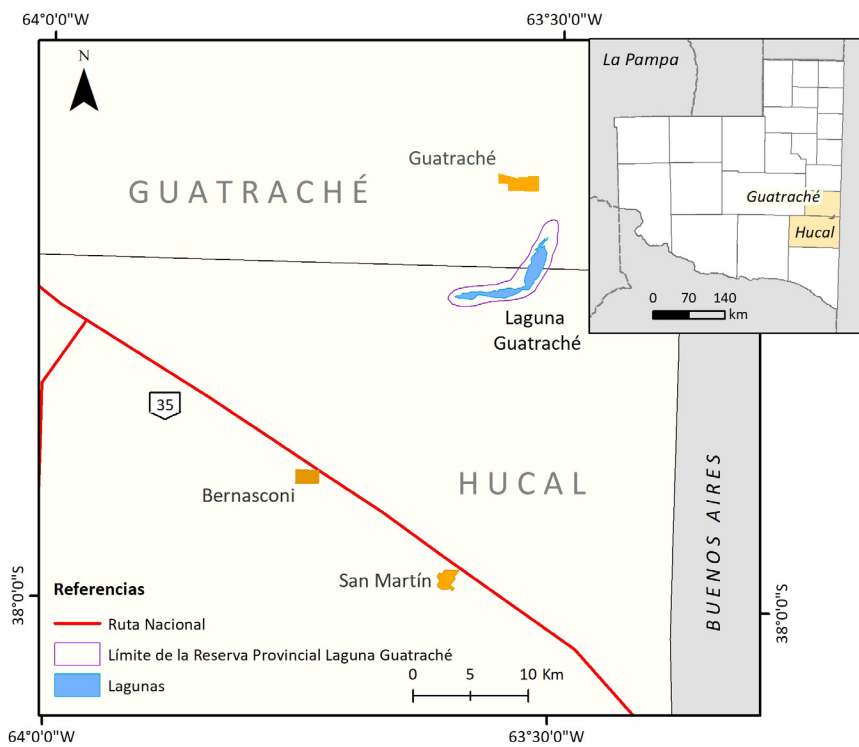 64°0'0"W
63°30'0"W
N
La Pampa
Guatraché
GUATRACHÉ
Guatraché
Hucal
Laguna
Guatraché
0 70 140
km
35
HUCAL
Bernasconi
BUENOS AIRES
San Martín
38°0'0"S
38°0'0"S
Referencias
Ruta Nacional
Límite de la Reserva Provincial Laguna Guatraché
Lagunas
0 5 10 Km
64°0'0"W
63°30'0"W